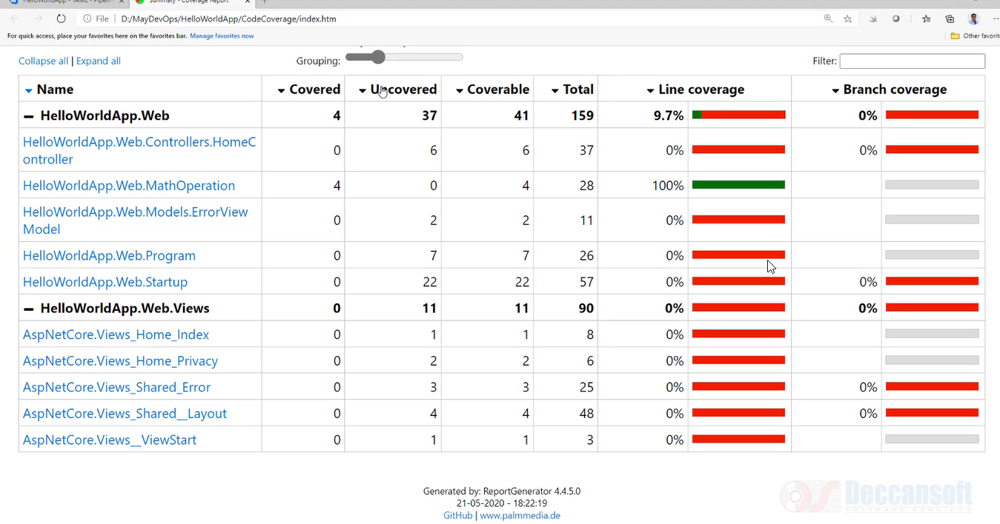 HelloWorldApp - YAML - Pipelin
Summary - Coverage Report
File | D:/MayDevOps/HelloWorldApp/CodeCoverage/index.htm
For quick access, place your favorites here on the favorites bar. Manage favorites now
Other favorite
Collapse all | Expand all
Grouping:
Filter:
Name Covered Uncovered Coverable Total Line coverage Branch coverage
HelloWorldApp.Web 4 37 41 159 9.7% 0%
HelloWorldApp.Web.Controllers.HomeC
ontroller 0 6 6 37 0% 0%
HelloWorldApp.Web.MathOperation 4 0 4 28 100%
HelloWorldApp.Web.Models.ErrorView
Model 0 2 2 11 0%
HelloWorldApp.Web.Program 0 7 7 26 0%
HelloWorldApp.Web.Startup 0 22 22 57 0% 0%
HelloWorldApp.Web.Views 0 11 11 90 0% 0%
AspNetCore.Views_Home_Index 0 1 1 8 0%
AspNetCore.Views_Home_Privacy 0 2 2 6 0%
AspNetCore.Views_Shared_Error 0 3 3 25 0% 0%
AspNetCore.Views_Shared__Layout 0 4 4 48 0% 0%
AspNetCore.Views__ViewStart 0 1 1 3 0%
Generated by: ReportGenerator 4.4.5.0
21-05-2020 - 18:22:19
GitHub | www.palmmedia.de
Deccansoft
SOFTWARE SERVICES